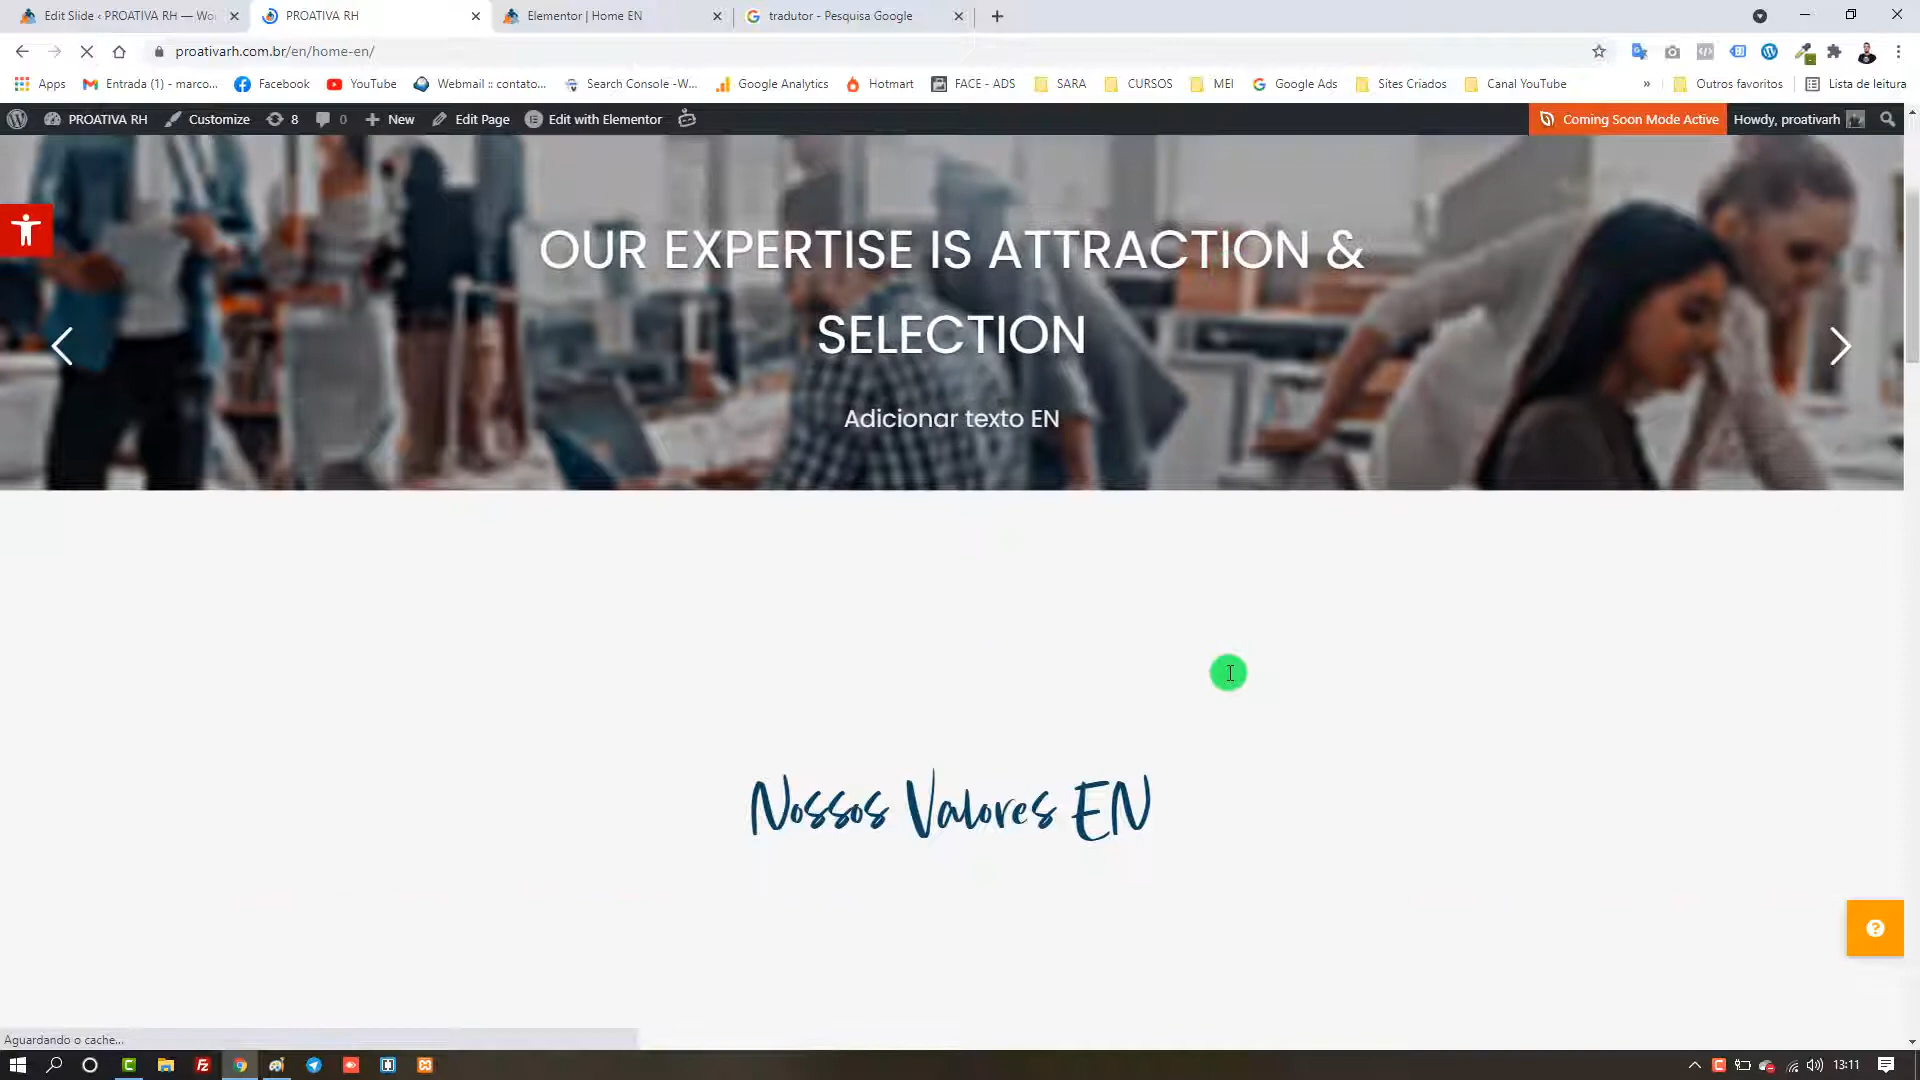 Edit Slide ‹ PROATIVA RH — Wo
PROATIVA RH
Elementor | Home EN
tradutor - Pesquisa Google
proativarh.com.br/en/home-en/
Apps
Entrada (1) - marco...
Facebook
YouTube
Webmail :: contato...
Search Console -W...
Google Analytics
Hotmart
FACE - ADS
SARA
CURSOS
MEI
Google Ads
Sites Criados
Canal YouTube
»
Outros favoritos
Lista de leitura
PROATIVA RH
Customize
8
0
New
Edit Page
Edit with Elementor
Coming Soon Mode Active
Howdy, proativarh
OUR EXPERTISE IS ATTRACTION &
SELECTION
Adicionar texto EN
Nossos Valores EN
Aguardando o cache...
13:11